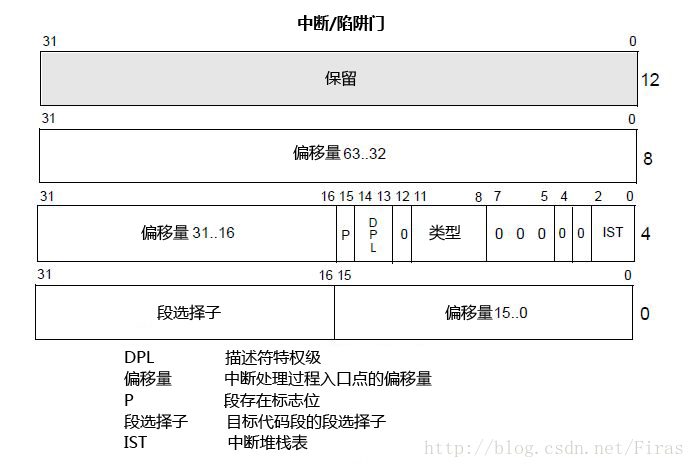 中断/陷阱门
31 0
保留 12
31 0
偏移量 63..32 8
31 16 15 14 13 12 11 8 7 5 4 2 0
偏移量 31..16 P DPL 0 类型 0 0 0 0 0 IST 4
31 16 15 0
段选择子 偏移量15..0 0
DPL 描述符特权级
偏移量 中断处理过程入口点的偏移量
P 段存在标志位
段选择子 目标代码段的段选择子
IST 中断堆栈表
http://blog.csdn.net/Firas